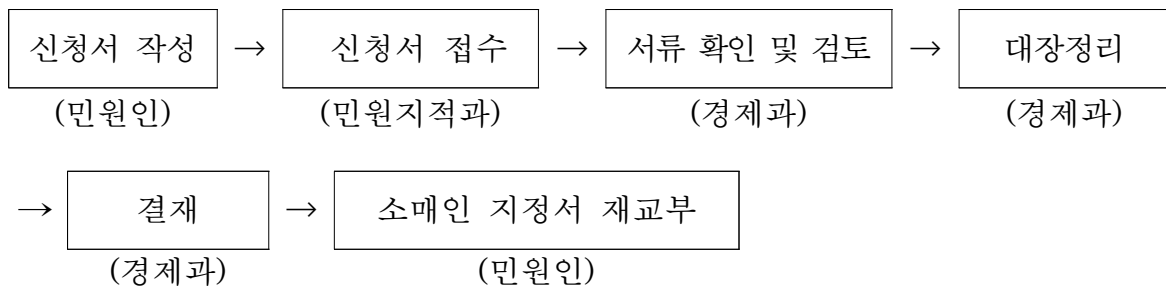 신청서 작성 → 신청서 접수 → 서류 확인 및 검토 → 대장정리
(민원인) (민원지적과) (경제과) (경제과)
→ 결재 → 소매인 지정서 재교부
(경제과) (민원인)